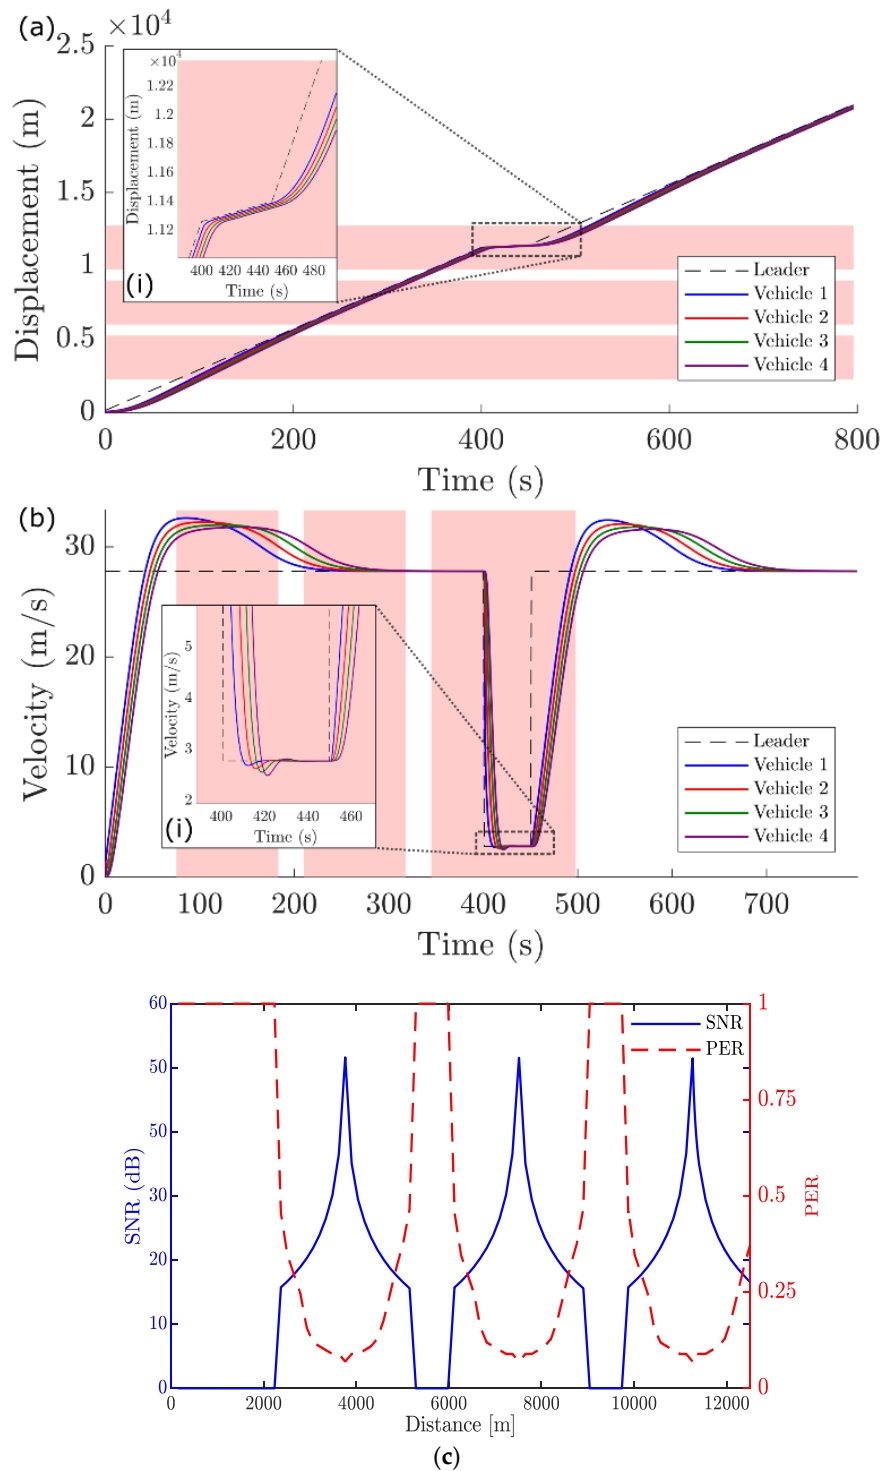 (a)
×10⁴
2.5
2
1.5
1
0.5
0
Displacement (m)
0
200
400
600
800
Time (s)
×10⁴
1.22
1.2
1.18
1.16
1.14
1.12
Displacement (m)
400
420
440
460
480
Time (s)
(i)
Leader
Vehicle 1
Vehicle 2
Vehicle 3
Vehicle 4
(b)
30
20
10
0
Velocity (m/s)
0
100
200
300
400
500
600
700
Time (s)
5
4
3
2
Velocity (m/s)
400
420
440
460
Time (s)
(i)
Leader
Vehicle 1
Vehicle 2
Vehicle 3
Vehicle 4
60
50
50
30
20
10
0
SNR (dB)
1
0.75
0.5
0.25
0
PER
SNR
PER
0
2000
4000
6000
8000
10000
12000
Distance [m]
(c)